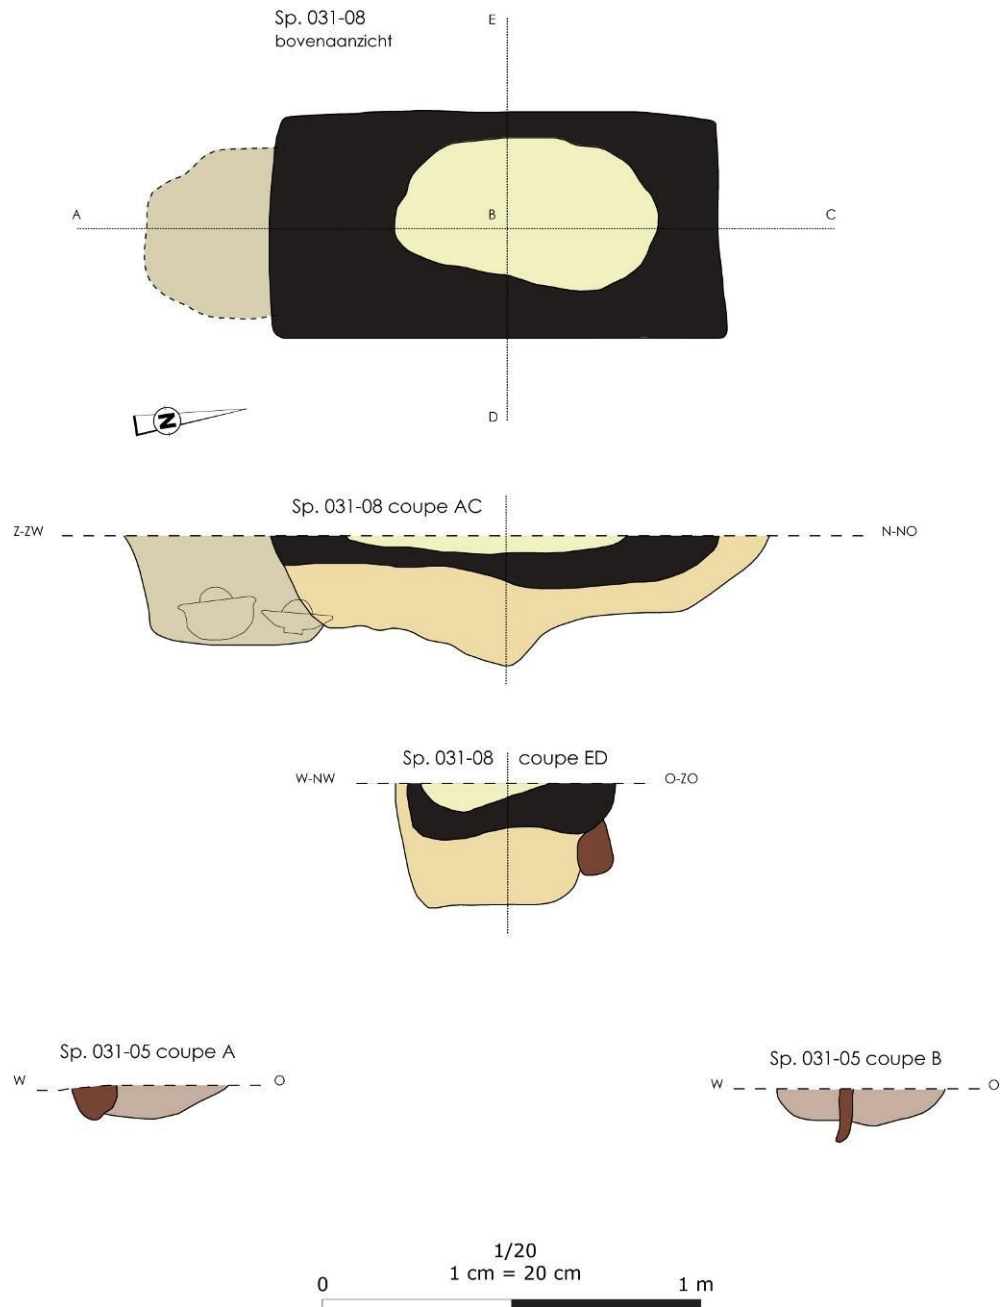 Sp. 031-08
bovenaanzicht
E
A
B
C
D
N
Sp. 031-08 coupe AC
Z-ZW
N-NO
Sp. 031-08 coupe ED
W-NW
O-ZO
Sp. 031-05 coupe A
W
O
Sp. 031-05 coupe B
W
O
1/20
1 cm = 20 cm
0
1 m